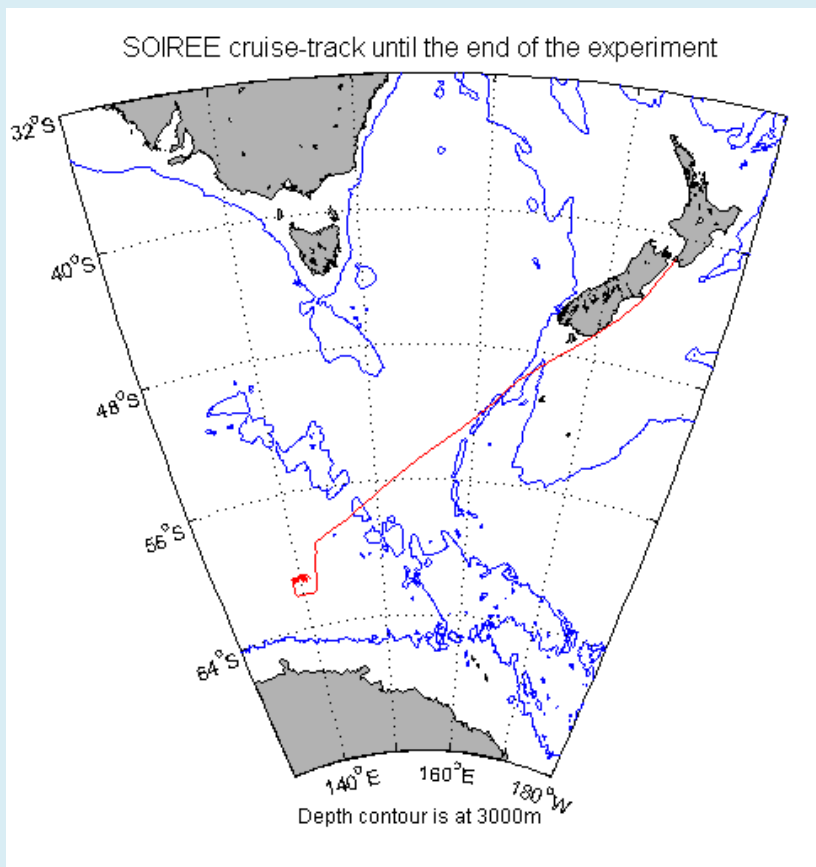 SOIREE cruise-track until the end of the experiment
32°S
40°S
48°S
56°S
64°S
140°E
160°E
180°W
Depth contour is at 3000m